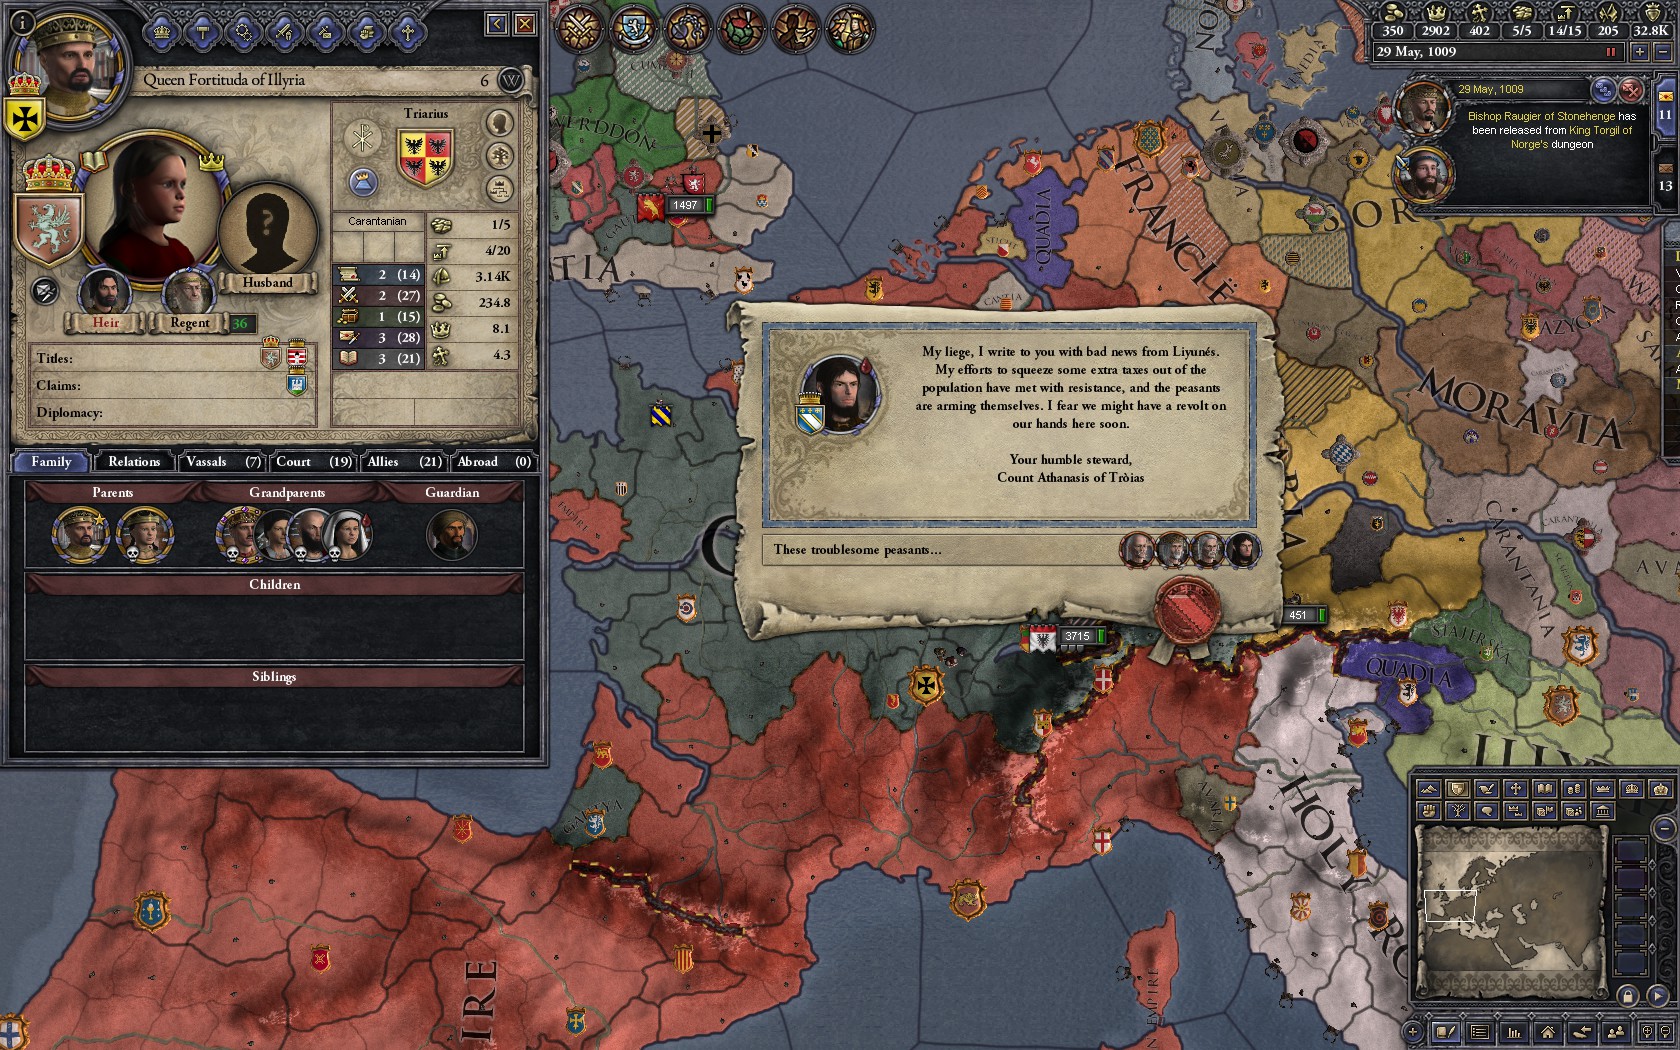 Queen Fortituda of Illyria 6
Triarius
Carantanian
2 (14)
2 (27)
1 (15)
3 (28)
3 (21)
1/5
4/20
3.14K
234.8
8.1
4.3
Husband
Heir
Regent 36
Titles:
Claims:
Diplomacy:
Family
Relations
Vassals (7)
Court (19)
Allies (21)
Abroad (0)
Parents
Grandparents
Guardian
Children
Siblings
350 2902 402 5/5 14/15 205 32.8K
29 May, 1009
29 May, 1009
Bishop Raugier of Stonehenge has
been released from King Torgil of
Norge's dungeon
11
13
My liege, I write to you with bad news from Liyunés.
My efforts to squeeze some extra taxes out of the
population have met with resistance, and the peasants
are arming themselves. I fear we might have a revolt on
our hands here soon.
Your humble steward,
Count Athanasis of Tròias
These troublesome peasants...
1497
3715
451
FRANCIË
QUADIA
MORAVIA
CARANTANIA
QUADIA
ŠTAJERSKA
HOLY
IRE
EMPIRE